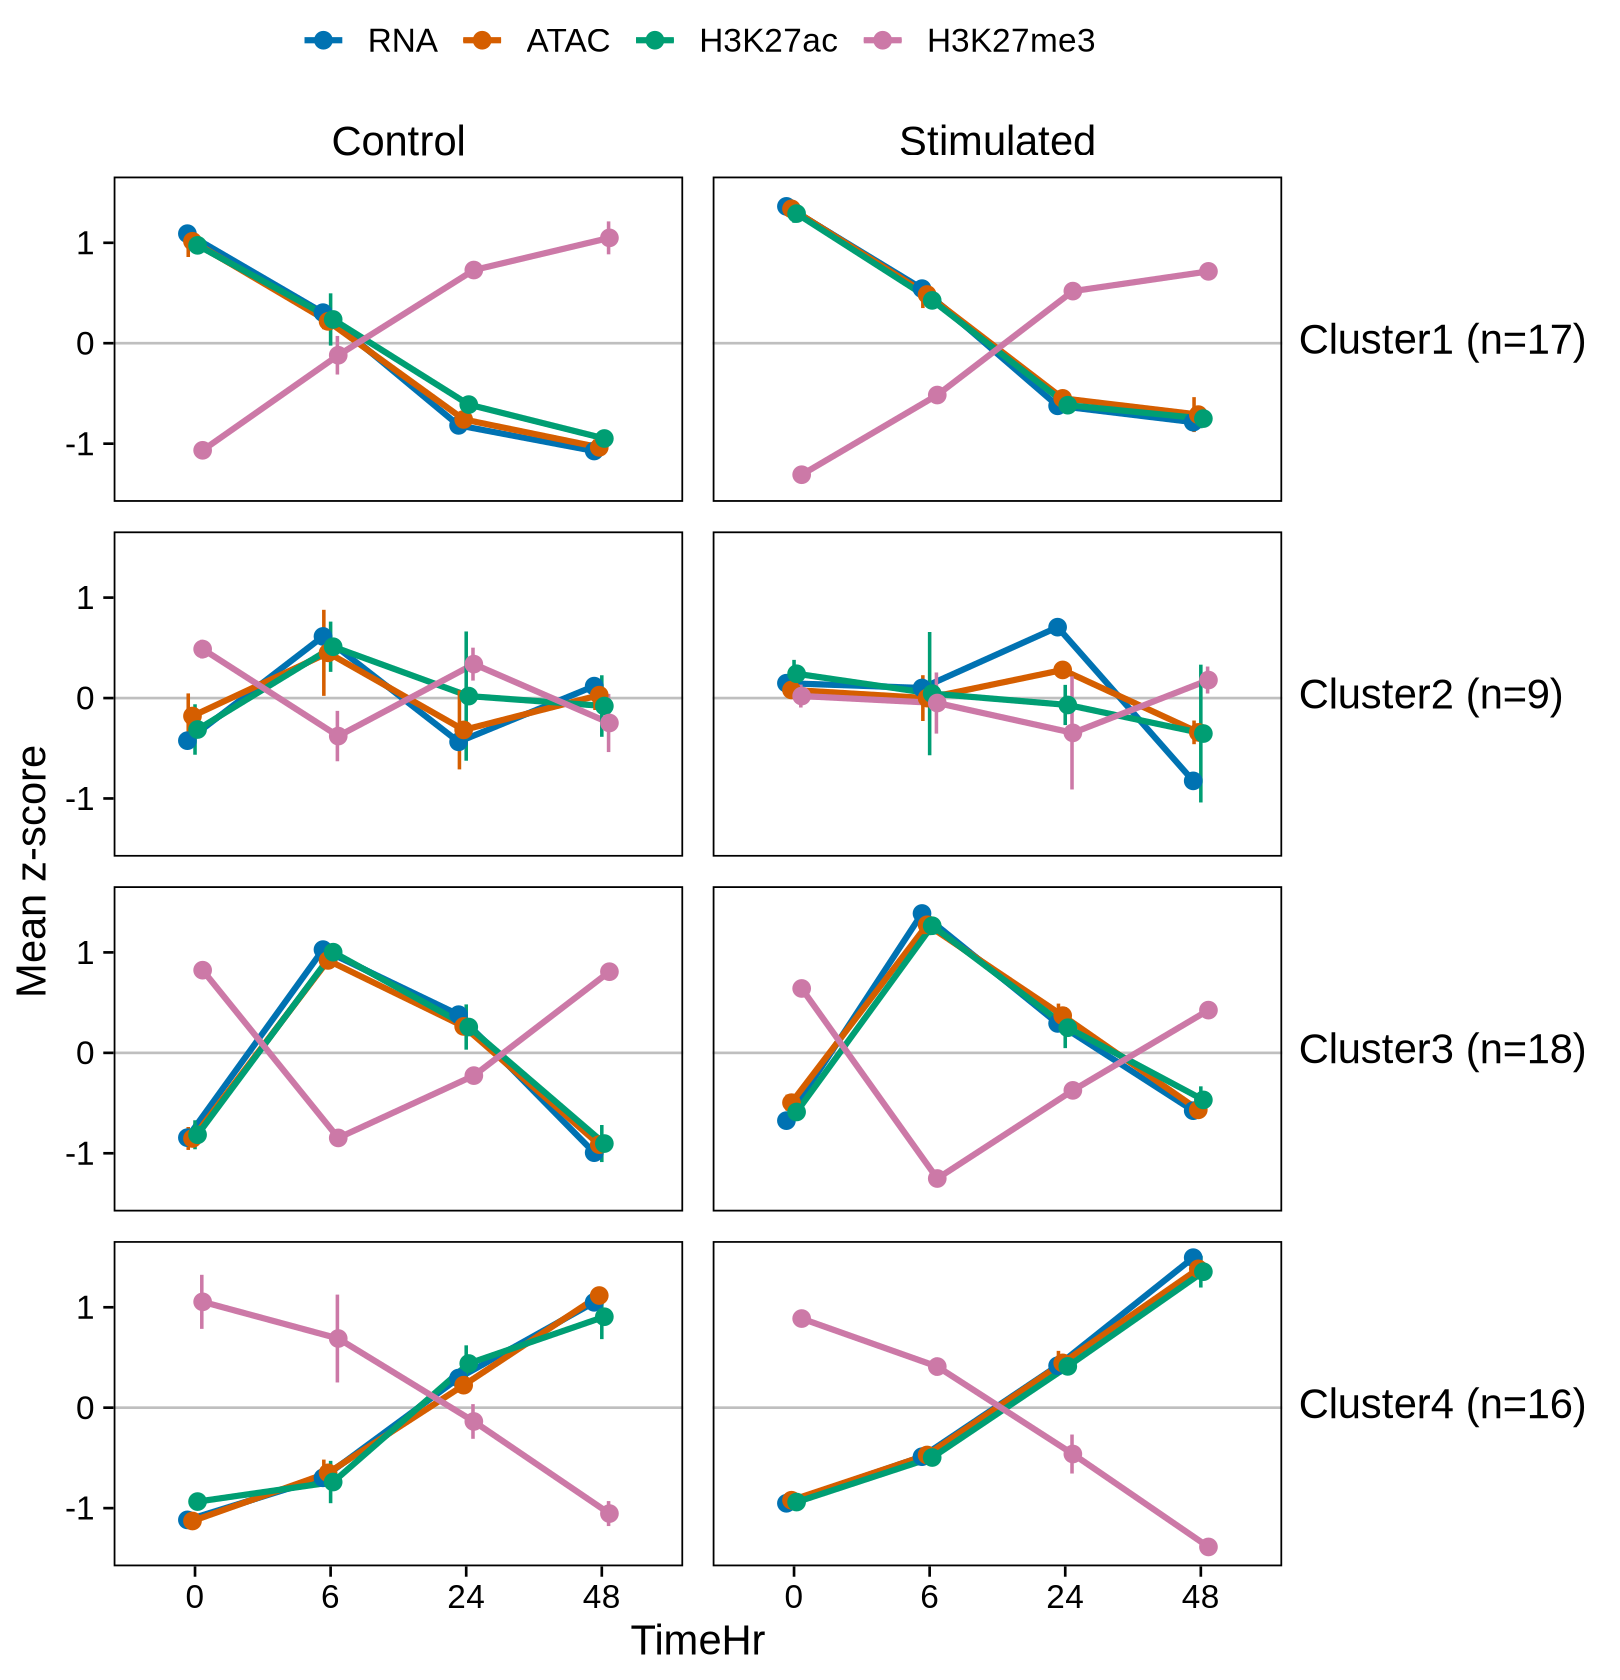 RNA ATAC H3K27ac H3K27me3
Control Stimulated
1
0
-1
Cluster1 (n=17)
1
0
-1
Cluster2 (n=9)
Mean z-score
1
0
-1
Cluster3 (n=18)
1
0
-1
Cluster4 (n=16)
0 6 24 48 0 6 24 48
TimeHr